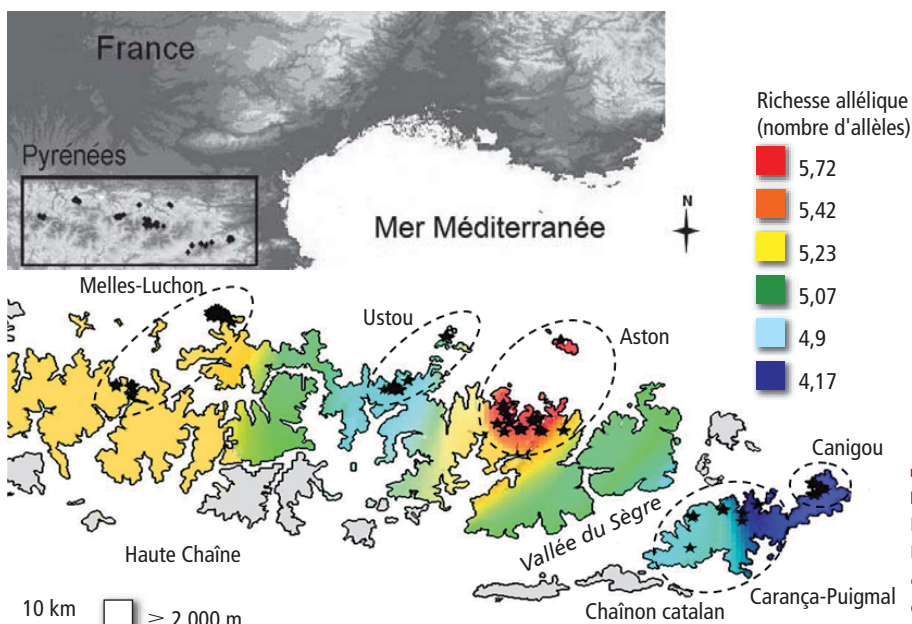 France
Pyrénées
Mer Méditerranée
N
Richesse allélique
(nombre d'allèles)
5,72
5,42
5,23
5,07
4,9
4,17
Melles-Luchon
Ustou
Aston
Canigou
Vallée du Sègre
Haute Chaîne
Carança-Puigmal
Chaînon catalan
10 km
≥ 2 000 m